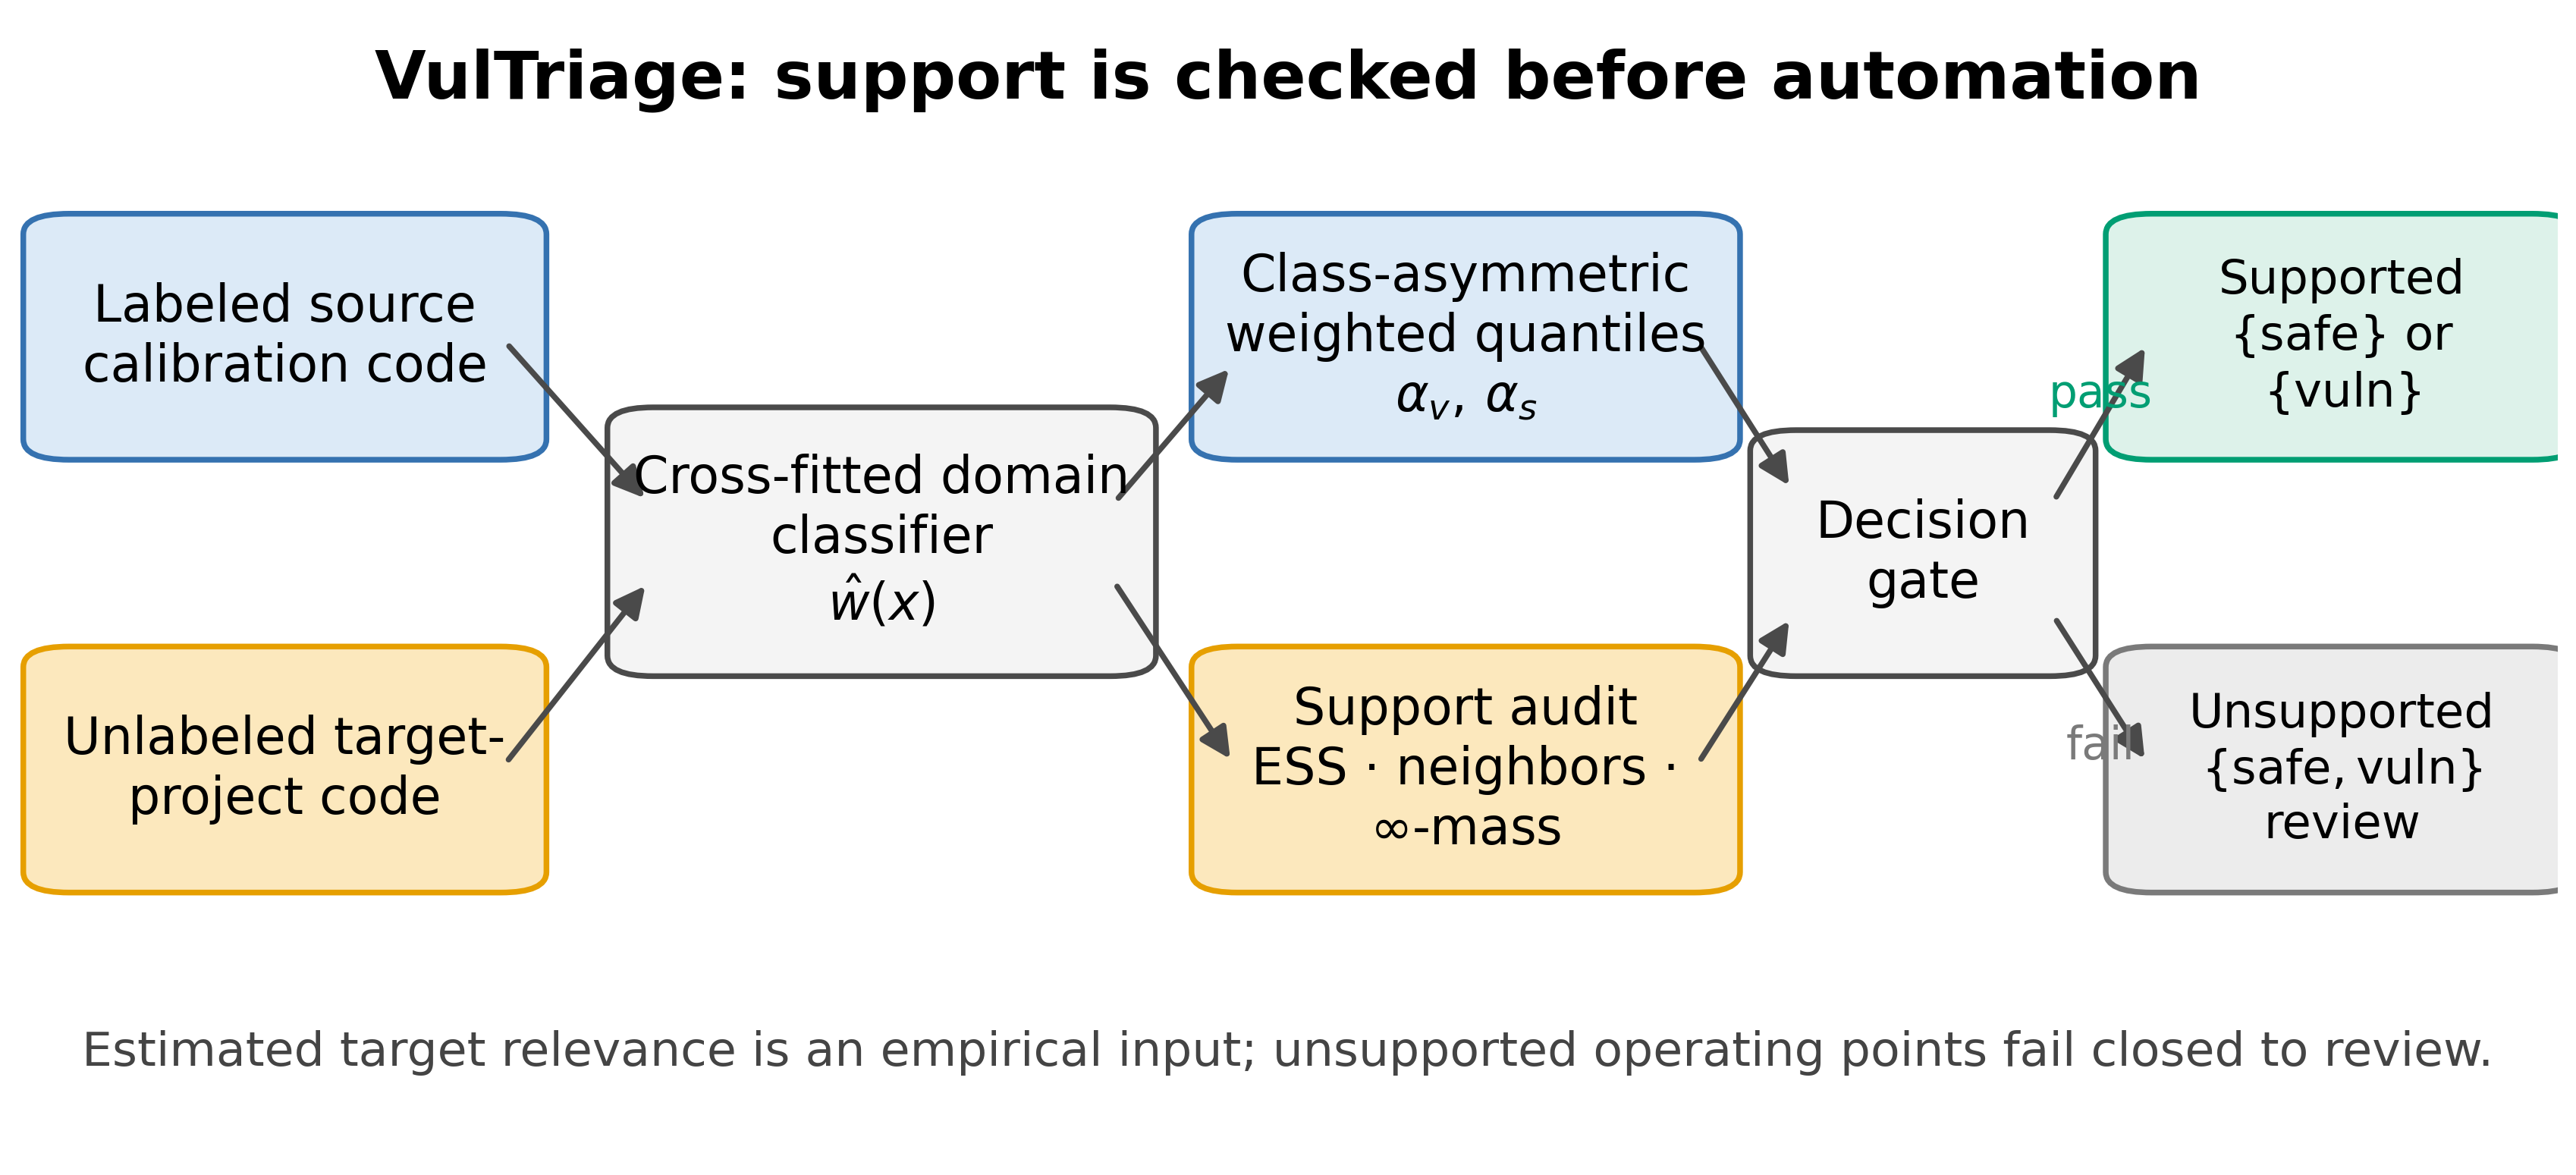 VulTriage: support is checked before automation
Labeled source
calibration code
Unlabeled target-
project code
Cross-fitted domain
classifier
ŵ(x)
Class-asymmetric
weighted quantiles
αᵥ, αₛ
Support audit
ESS · neighbors ·
∞-mass
Decision
gate
pass
fail
Supported
{safe} or
{vuln}
Unsupported
{safe, vuln}
review
Estimated target relevance is an empirical input; unsupported operating points fail closed to review.